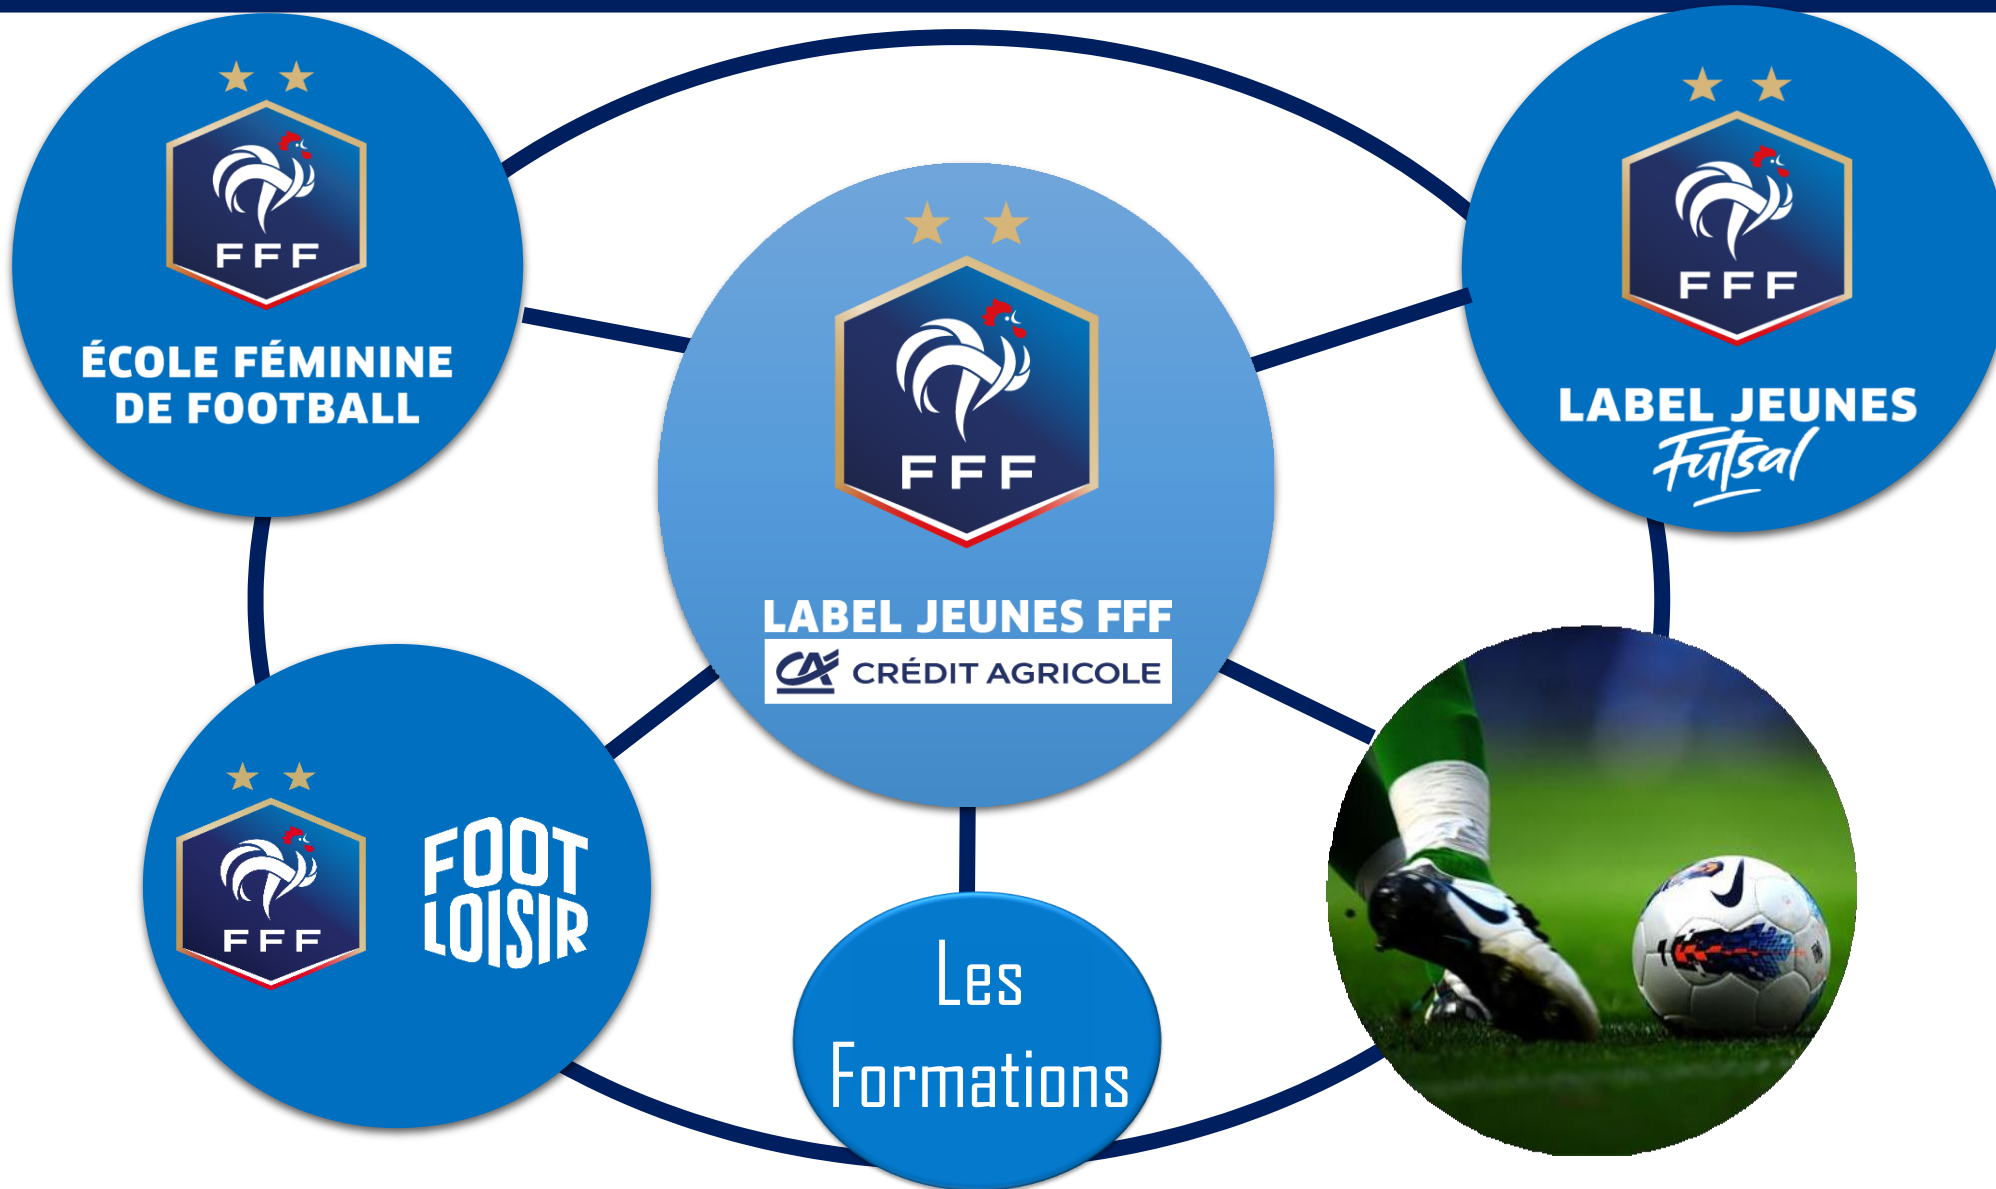 FFF
ÉCOLE FÉMININE
DE FOOTBALL
FFF
LABEL JEUNES FFF
CRÉDIT AGRICOLE
FFF
LABEL JEUNES
Futsal
FFF
FOOT
LOISIR
Les
Formations